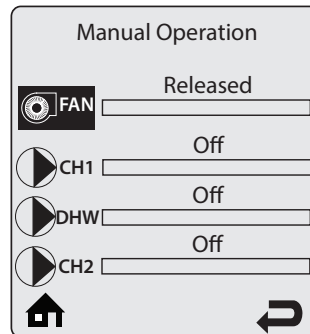 Manual Operation
Released
FAN
Off
CH1
Off
DHW
Off
CH2